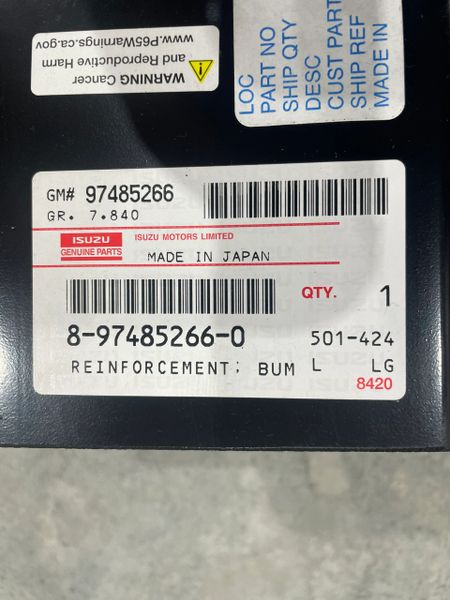 WARNING Cancer
and Reproductive Harm
www.P65Warnings.ca.gov
LOC
PART NO
SHIP QTY
DESC
CUST PART
SHIP REF
MADE IN
GM# 97485266
GR. 7.840
ISUZU
GENUINE PARTS
ISUZU MOTORS LIMITED
MADE IN JAPAN
QTY. 1
8-97485266-0
501-424
REINFORCEMENT; BUM L LG
8420